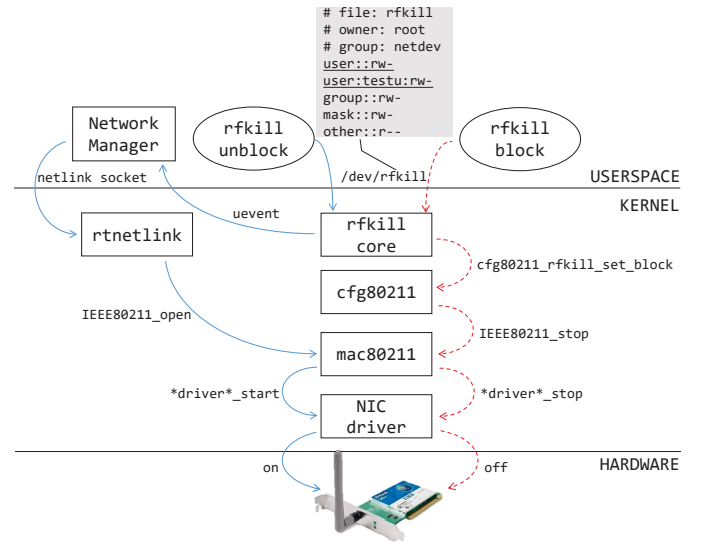 # file: rfkill
# owner: root
# group: netdev
user::rw-
user:testu:rw-
group::rw-
mask::rw-
other::r--
Network
Manager
rfkill
unblock
rfkill
block
netlink socket
/dev/rfkill
USERSPACE
KERNEL
uevent
rtnetlink
rfkill
core
cfg80211_rfkill_set_block
cfg80211
IEEE80211_open
IEEE80211_stop
mac80211
*driver*_start
*driver*_stop
NIC
driver
on
off
HARDWARE